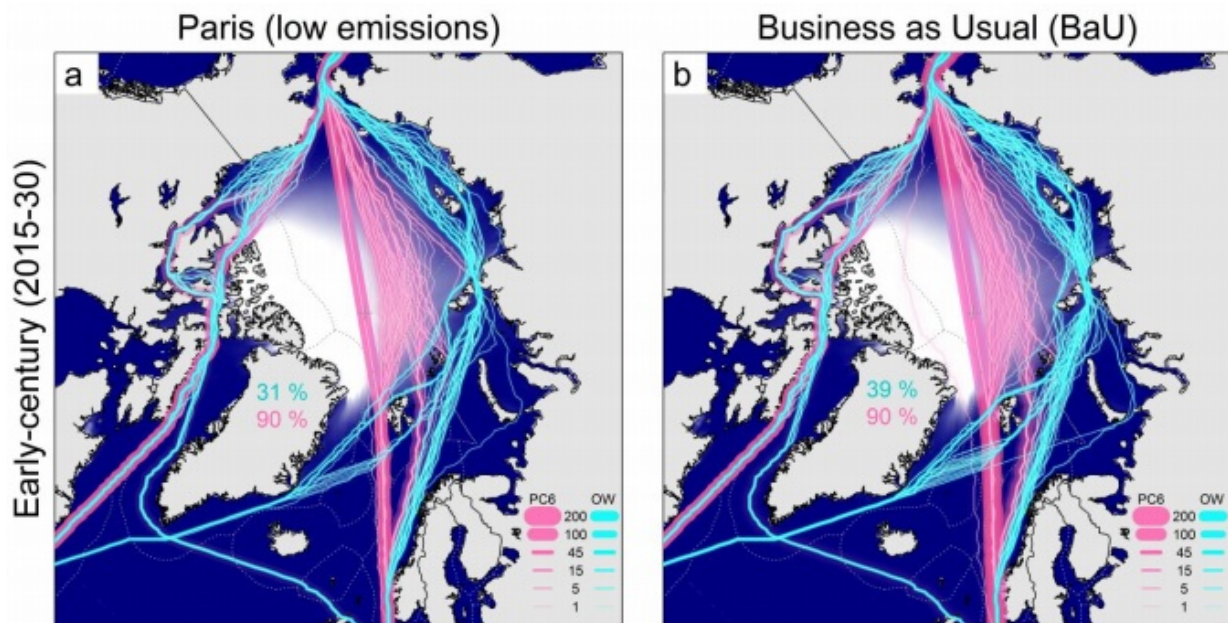 Paris (low emissions)
Business as Usual (BaU)
Early-century (2015-30)
a
31 %
90 %
PC6 OW
200
100
45
15
5
1
b
39 %
90 %
PC6 OW
200
100
45
15
5
1